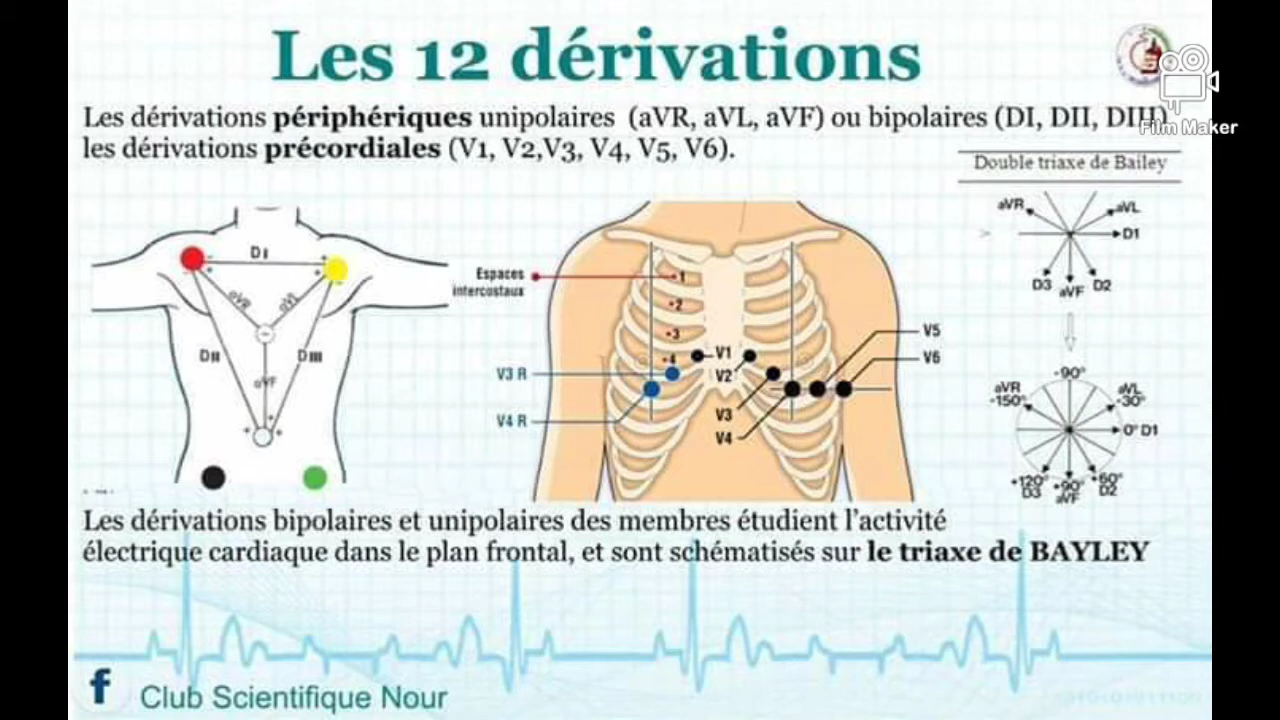 Les 12 dérivations
Film Maker
Les dérivations périphériques unipolaires (aVR, aVL, aVF) ou bipolaires (DI, DII, DIII)
les dérivations précordiales (V1, V2,V3, V4, V5, V6).
Double triaxe de Bailey
aVR
aVL
D1
D3
aVF
D2
-90°
aVR
-150°
aVL
-30°
0° D1
+120°
D3
+90°
aVF
+60°
D2
DI
aVR
aVL
DII
DIII
aVF
Espaces
intercostaux
1
2
3
4
V1
V2
V3 R
V4 R
V3
V4
V5
V6
Les dérivations bipolaires et unipolaires des membres étudient l'activité
électrique cardiaque dans le plan frontal, et sont schématisés sur le triaxe de BAYLEY
f
Club Scientifique Nour